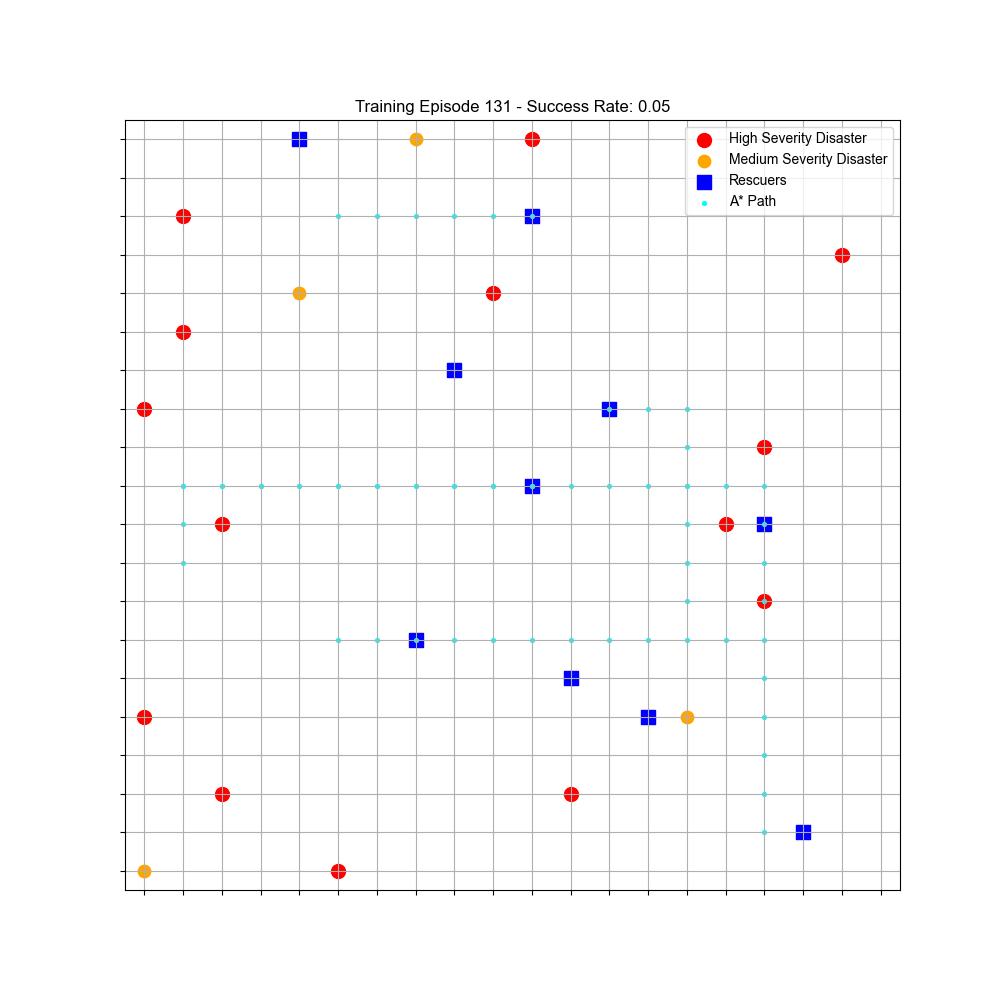 Training Episode 131 - Success Rate: 0.05
High Severity Disaster
Medium Severity Disaster
Rescuers
A* Path